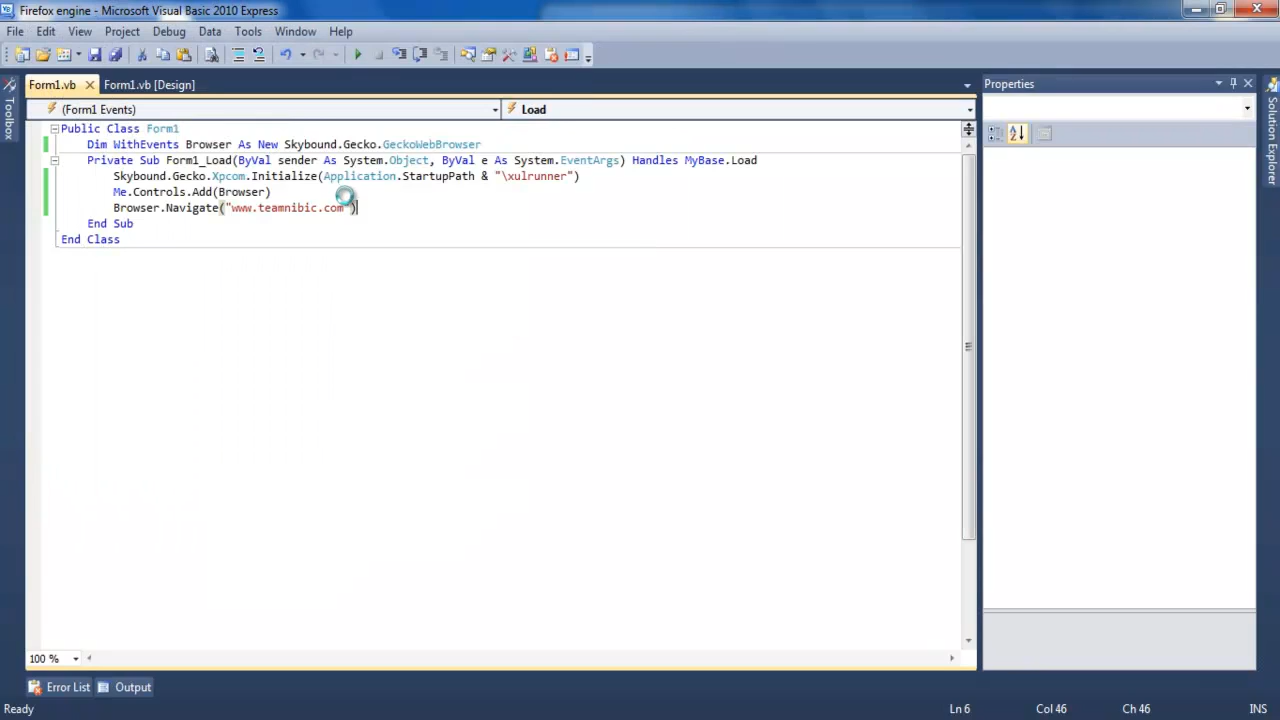 Firefox engine - Microsoft Visual Basic 2010 Express
File Edit View Project Debug Data Tools Window Help
Form1.vb Form1.vb [Design]
Properties
(Form1 Events)
Load
Toolbox
Solution Explorer
Public Class Form1
Dim WithEvents Browser As New Skybound.Gecko.GeckoWebBrowser
Private Sub Form1_Load(ByVal sender As System.Object, ByVal e As System.EventArgs) Handles MyBase.Load
Skybound.Gecko.Xpcom.Initialize(Application.StartupPath & "\xulrunner")
Me.Controls.Add(Browser)
Browser.Navigate("www.teamnibic.com")
End Sub
End Class
100 %
Error List Output
Ready Ln 6 Col 46 Ch 46 INS